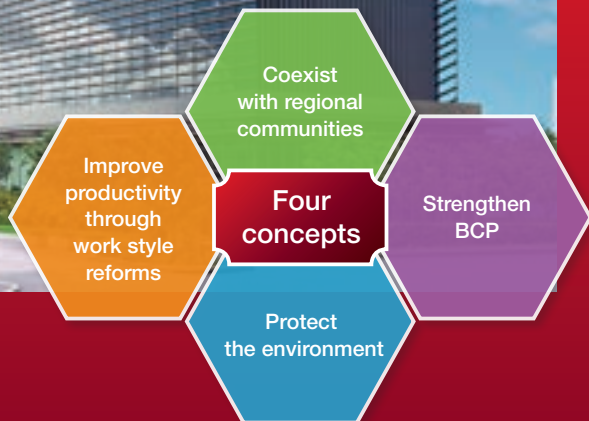 Coexist
with regional
communities
Improve
productivity
through
work style
reforms
Four
concepts
Strengthen
BCP
Protect
the environment